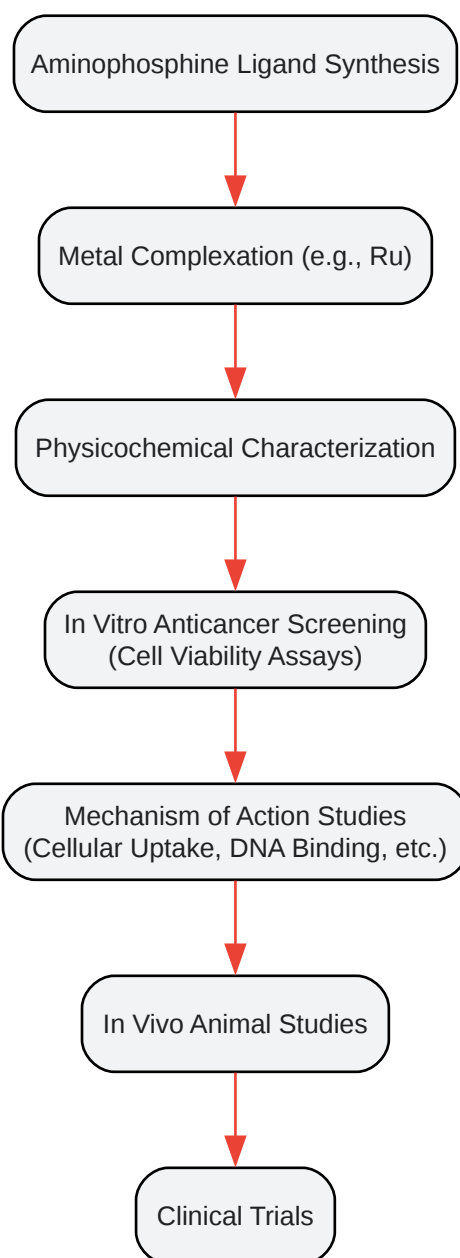 Aminophosphine Ligand Synthesis
Metal Complexation (e.g., Ru)
Physicochemical Characterization
In Vitro Anticancer Screening
(Cell Viability Assays)
Mechanism of Action Studies
(Cellular Uptake, DNA Binding, etc.)
In Vivo Animal Studies
Clinical Trials